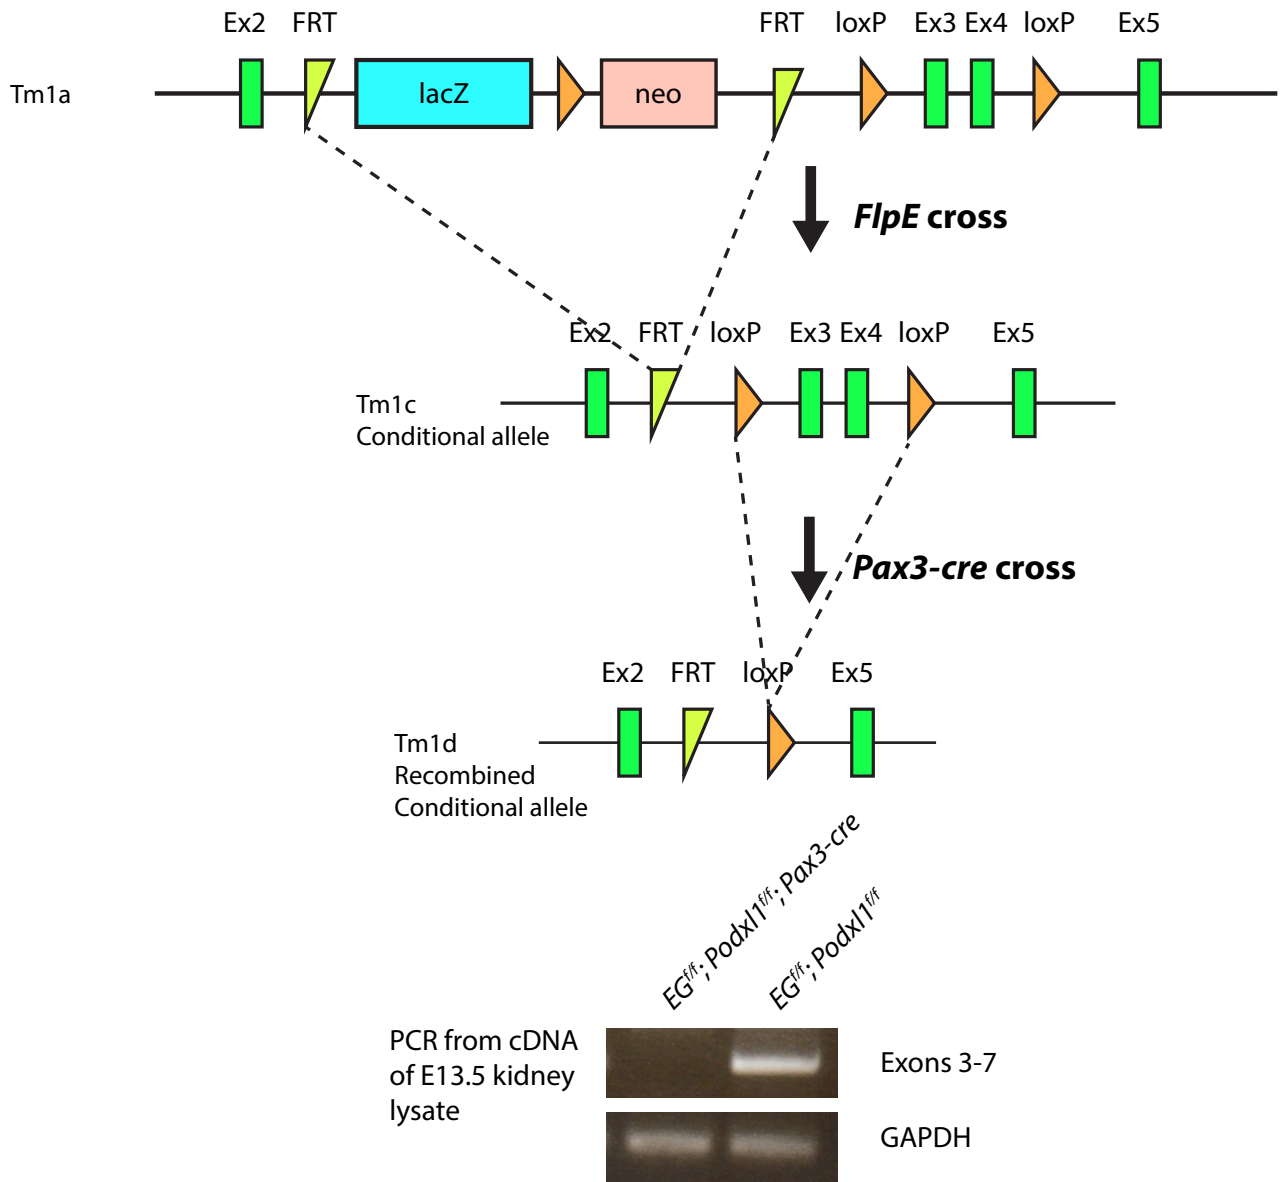 Ex2 FRT FRT loxP Ex3 Ex4 loxP Ex5
Tm1a lacZ neo
FlpE cross
Ex2 FRT loxP Ex3 Ex4 loxP Ex5
Tm1c
Conditional allele
Pax3-cre cross
Ex2 FRT loxP Ex5
Tm1d
Recombined
Conditional allele
EGf/f; Podxl1f/f; Pax3-cre
EGf/f; Podxl1f/f
PCR from cDNA
of E13.5 kidney
lysate
Exons 3-7
GAPDH